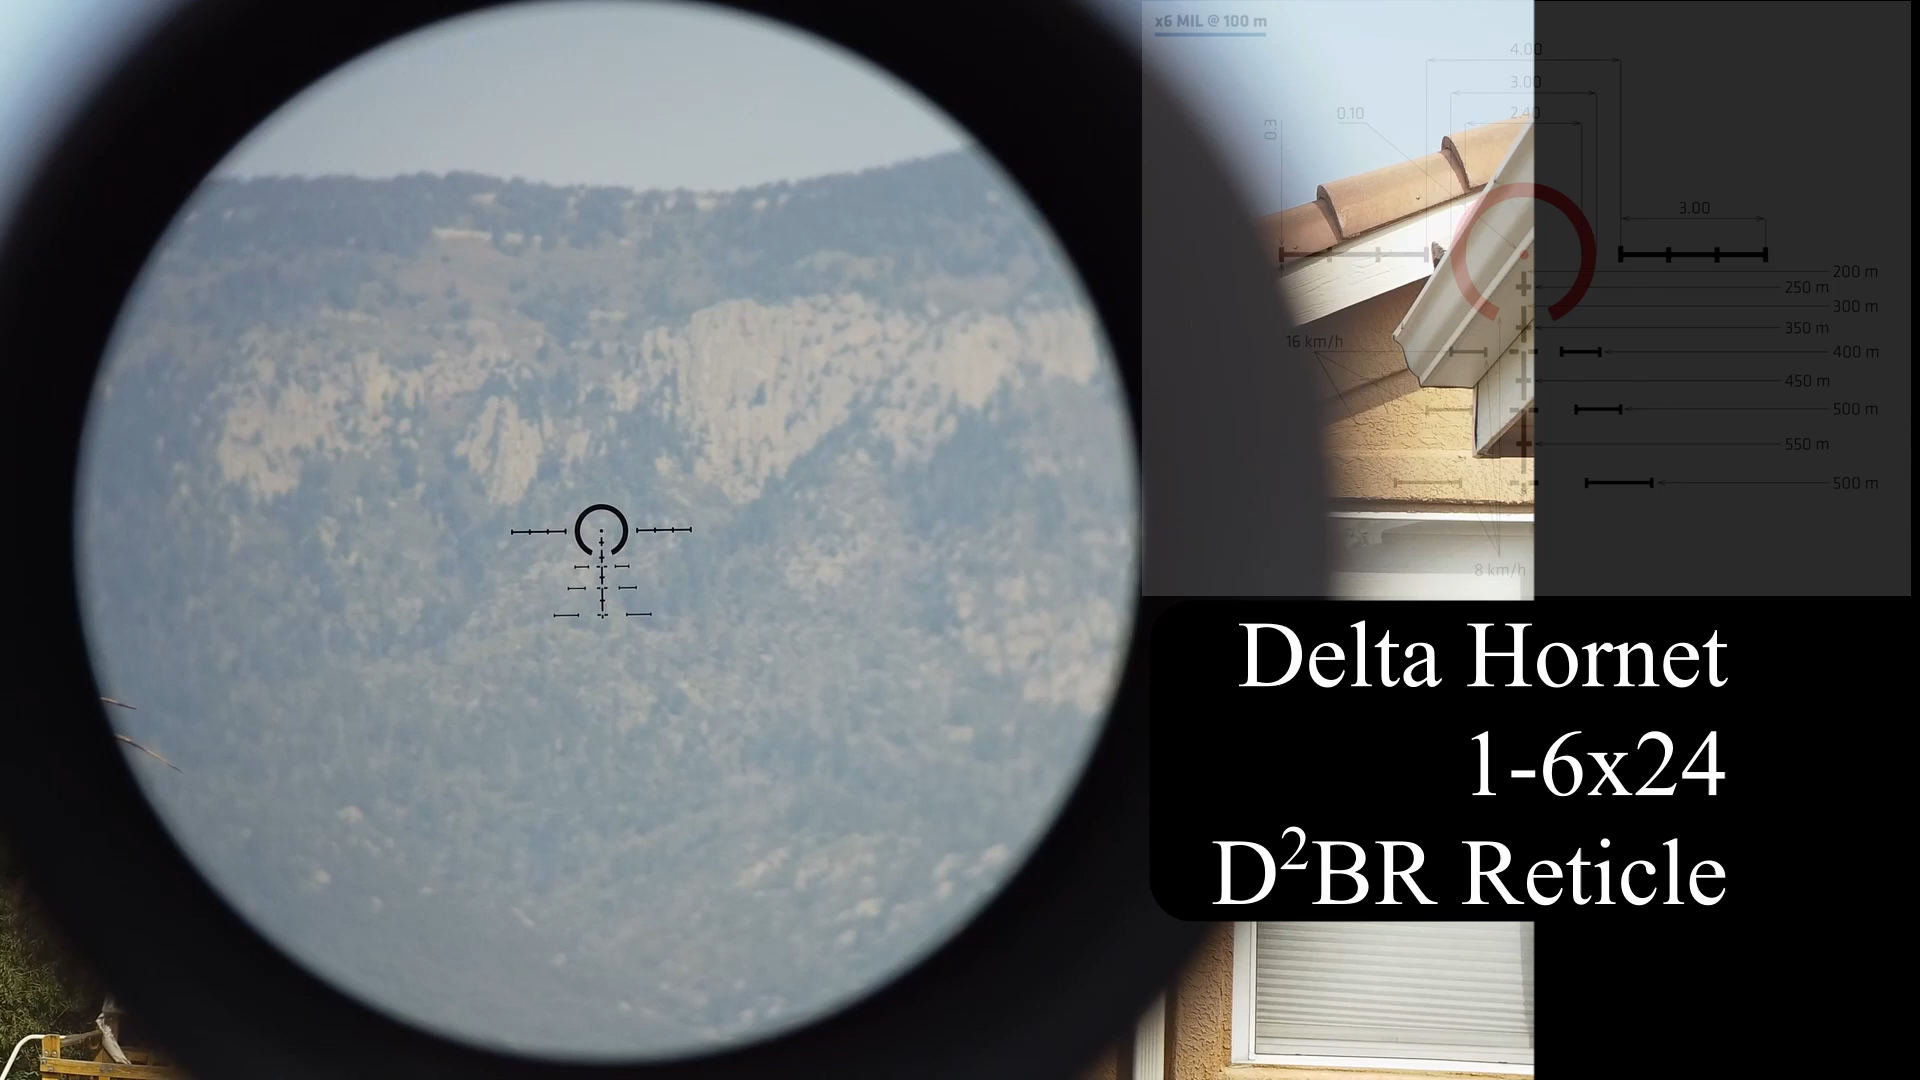 x6 MIL @ 100 m
4.00
3.00
2.40
0.10
0.3
3.00
200 m
250 m
300 m
350 m
16 km/h
400 m
450 m
500 m
550 m
500 m
8 km/h
Delta Hornet
1-6x24
D²BR Reticle